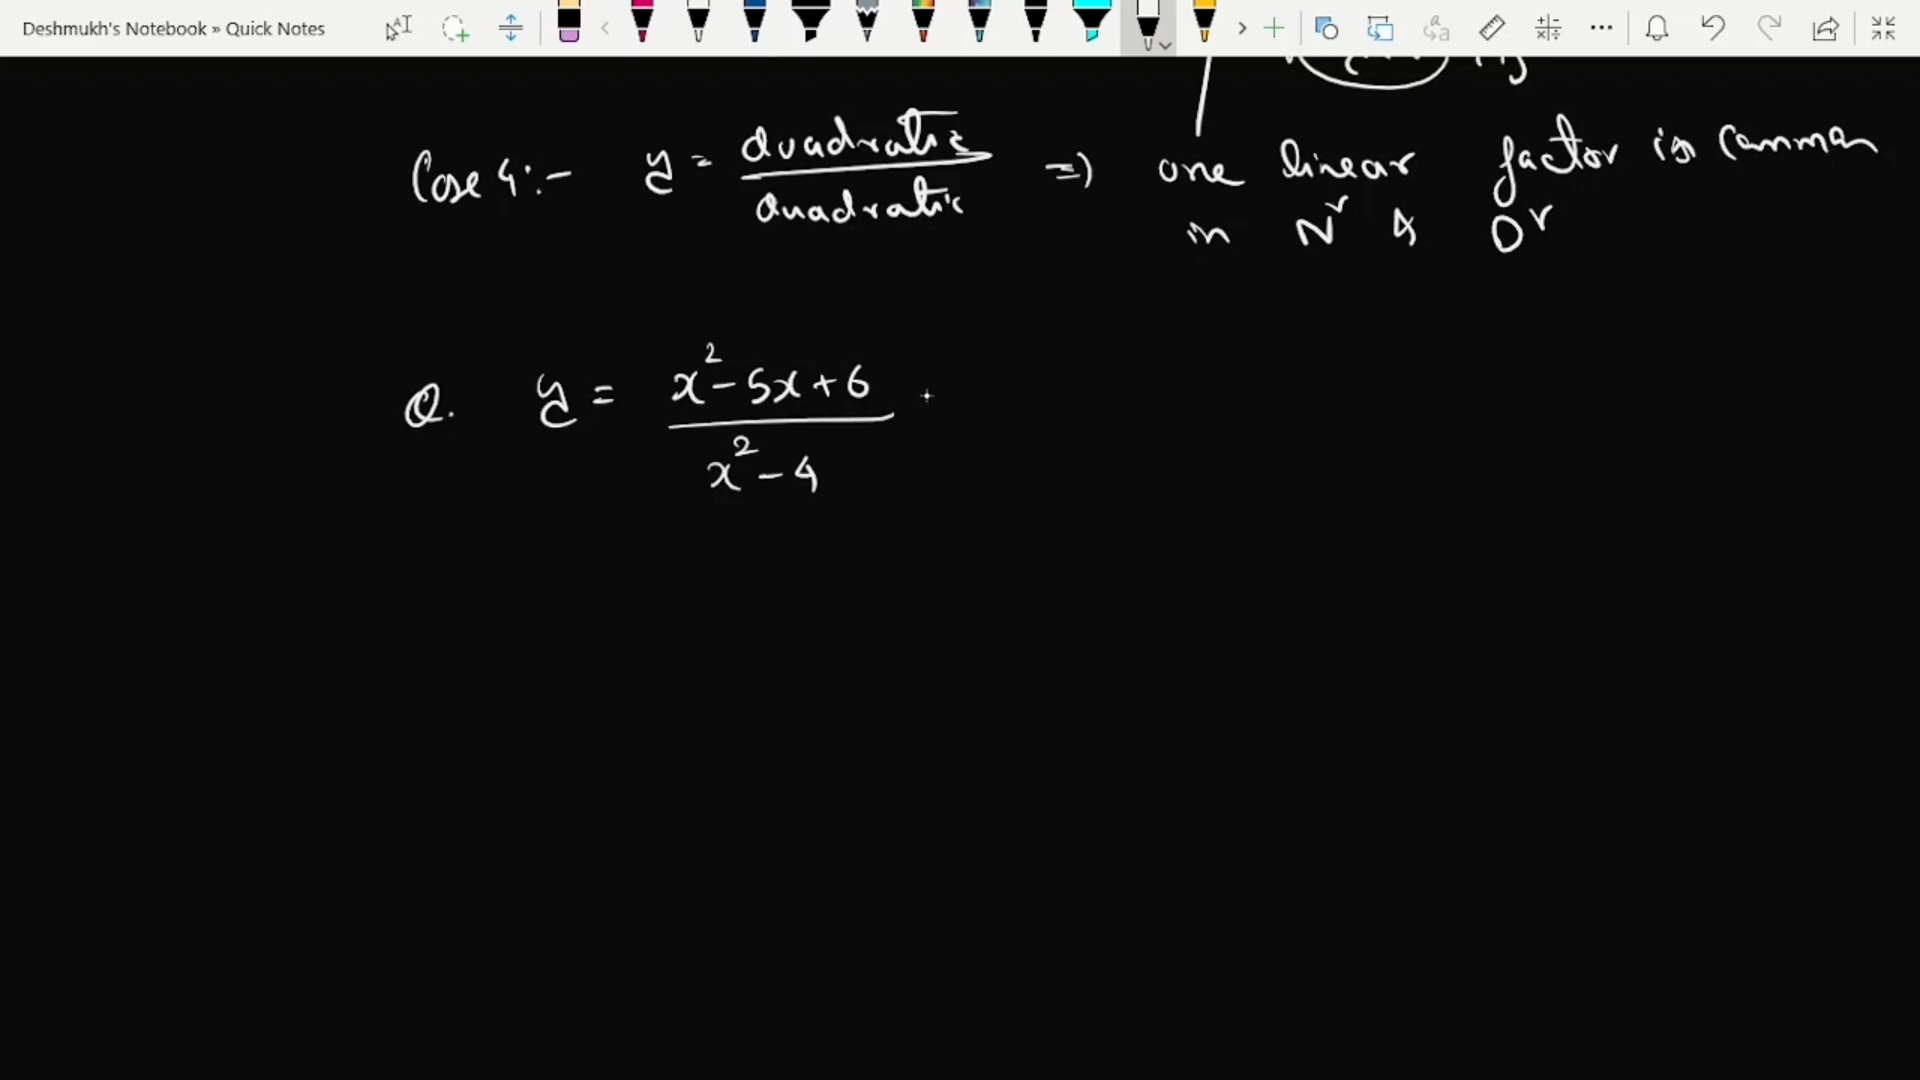 Deshmukh's Notebook » Quick Notes
Case 4:- y = Quadratic / Quadratic => one linear factor is common
in Nʳ & Dʳ
Q. y = x² - 5x + 6 / x² - 4